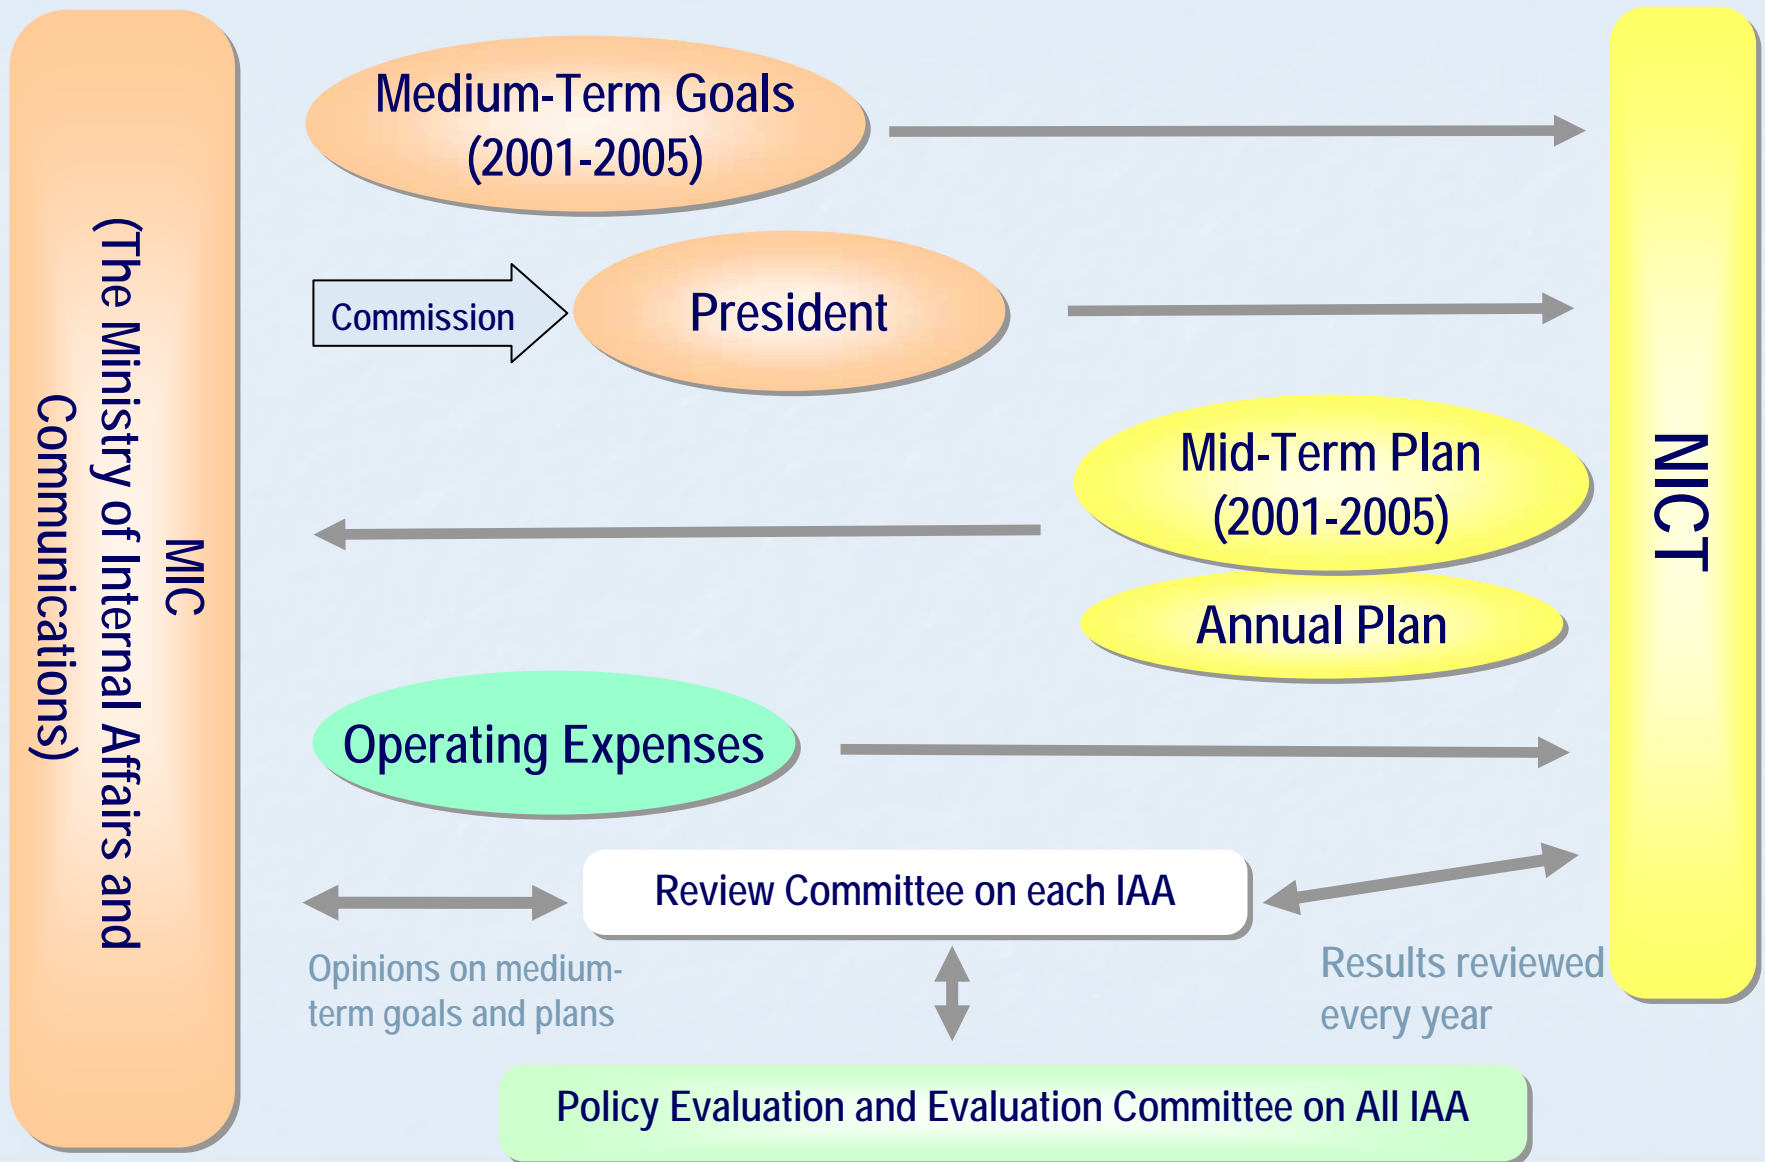 MIC
(The Ministry of Internal Affairs and
Communications)
Medium-Term Goals
(2001-2005)
Commission
President
Mid-Term Plan
(2001-2005)
Annual Plan
NICT
Operating Expenses
Review Committee on each IAA
Opinions on medium-
term goals and plans
Results reviewed
every year
Policy Evaluation and Evaluation Committee on All IAA